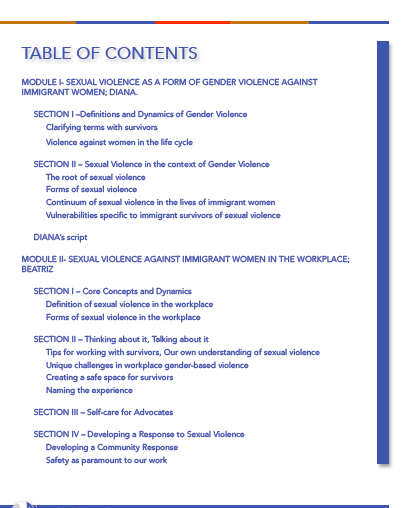 TABLE OF CONTENTS
MODULE I- SEXUAL VIOLENCE AS A FORM OF GENDER VIOLENCE AGAINST
IMMIGRANT WOMEN; DIANA.
SECTION I –Definitions and Dynamics of Gender Violence
Clarifying terms with survivors
Violence against women in the life cycle
SECTION II – Sexual Violence in the context of Gender Violence
The root of sexual violence
Forms of sexual violence
Continuum of sexual violence in the lives of immigrant women
Vulnerabilities specific to immigrant survivors of sexual violence
DIANA's script
MODULE II- SEXUAL VIOLENCE AGAINST IMMIGRANT WOMEN IN THE WORKPLACE;
BEATRIZ
SECTION I – Core Concepts and Dynamics
Definition of sexual violence in the workplace
Forms of sexual violence in the workplace
SECTION II – Thinking about it, Talking about it
Tips for working with survivors, Our own understanding of sexual violence
Unique challenges in workplace gender-based violence
Creating a safe space for survivors
Naming the experience
SECTION III – Self-care for Advocates
SECTION IV – Developing a Response to Sexual Violence
Developing a Community Response
Safety as paramount to our work